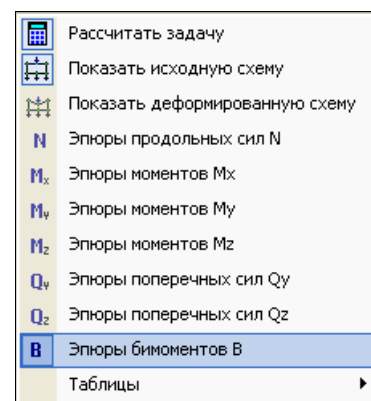 Рассчитать задачу
Показать исходную схему
Показать деформированную схему
N Эпюры продольных сил N
Mx Эпюры моментов Mx
My Эпюры моментов My
Mz Эпюры моментов Mz
Qy Эпюры поперечных сил Qy
Qz Эпюры поперечных сил Qz
B Эпюры бимоментов B
Таблицы